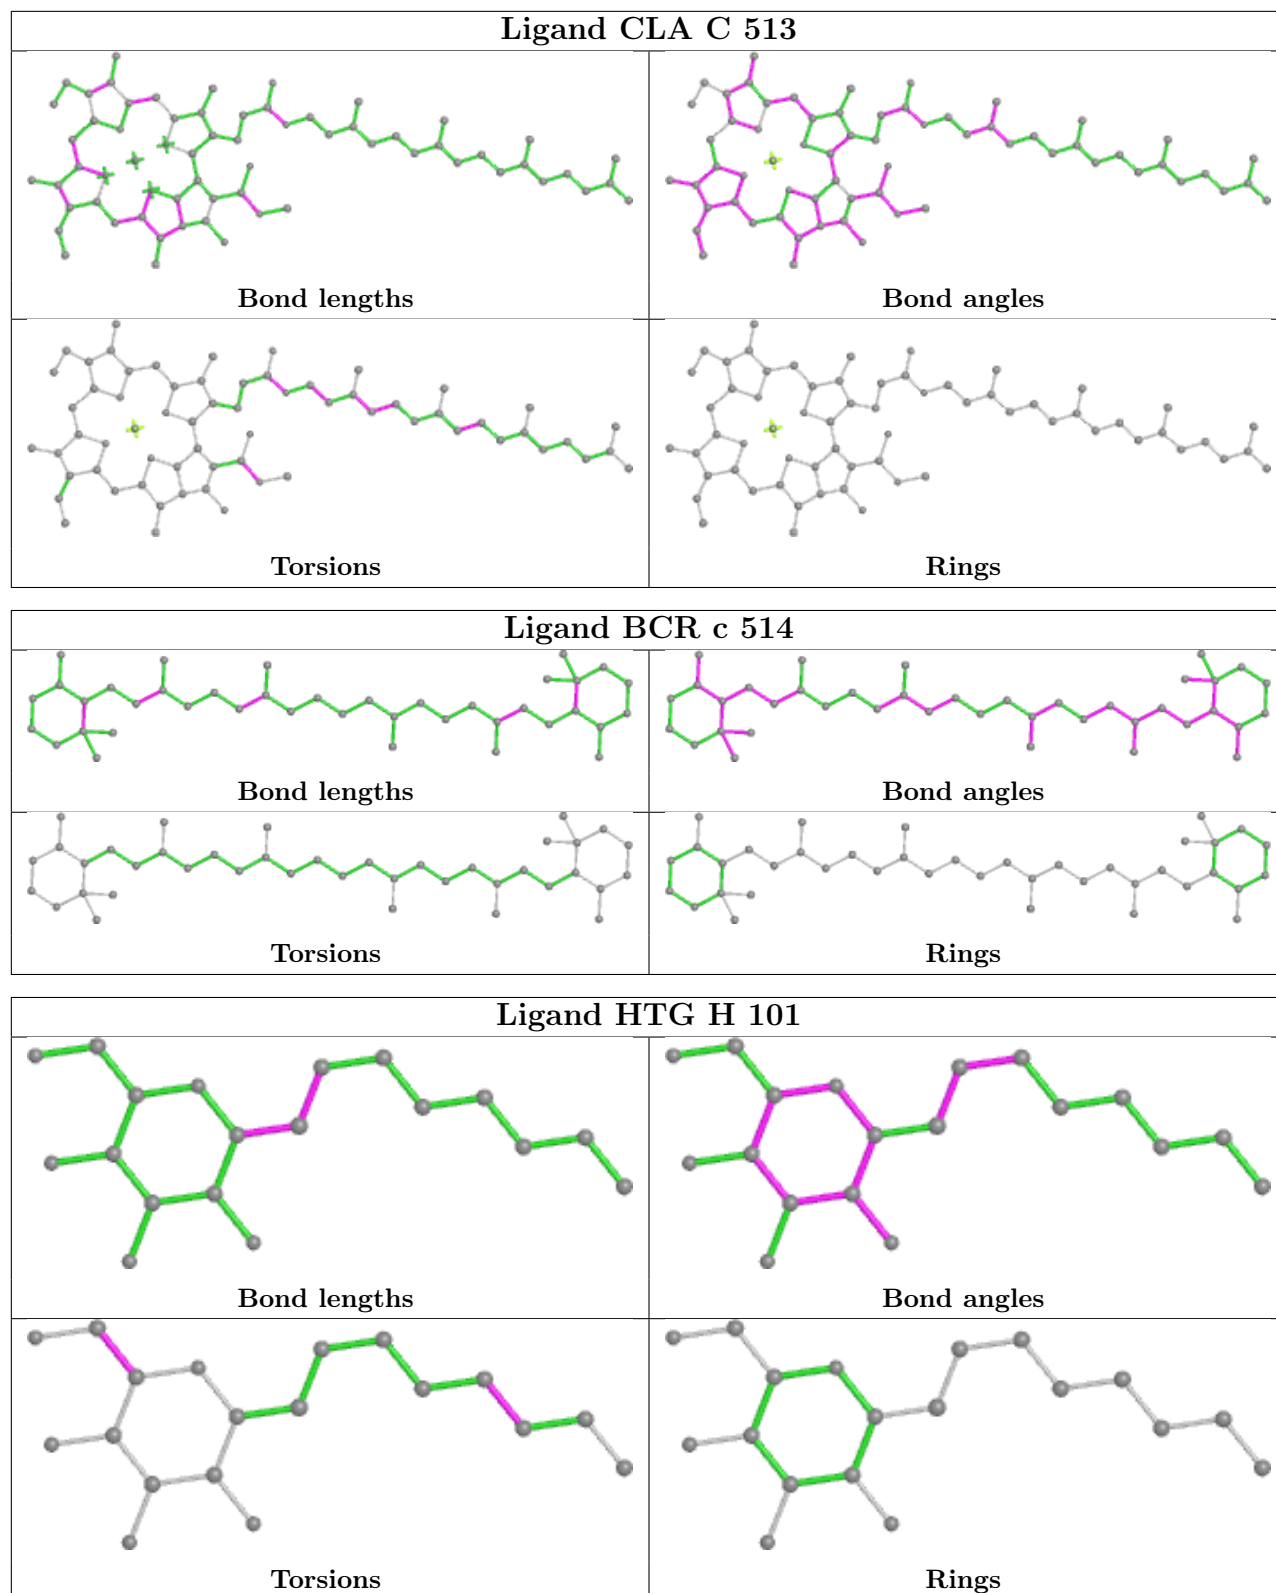 Ligand CLA C 513
Bond lengths
Bond angles
Torsions
Rings
Ligand BCR c 514
Bond lengths
Bond angles
Torsions
Rings
Ligand HTG H 101
Bond lengths
Bond angles
Torsions
Rings